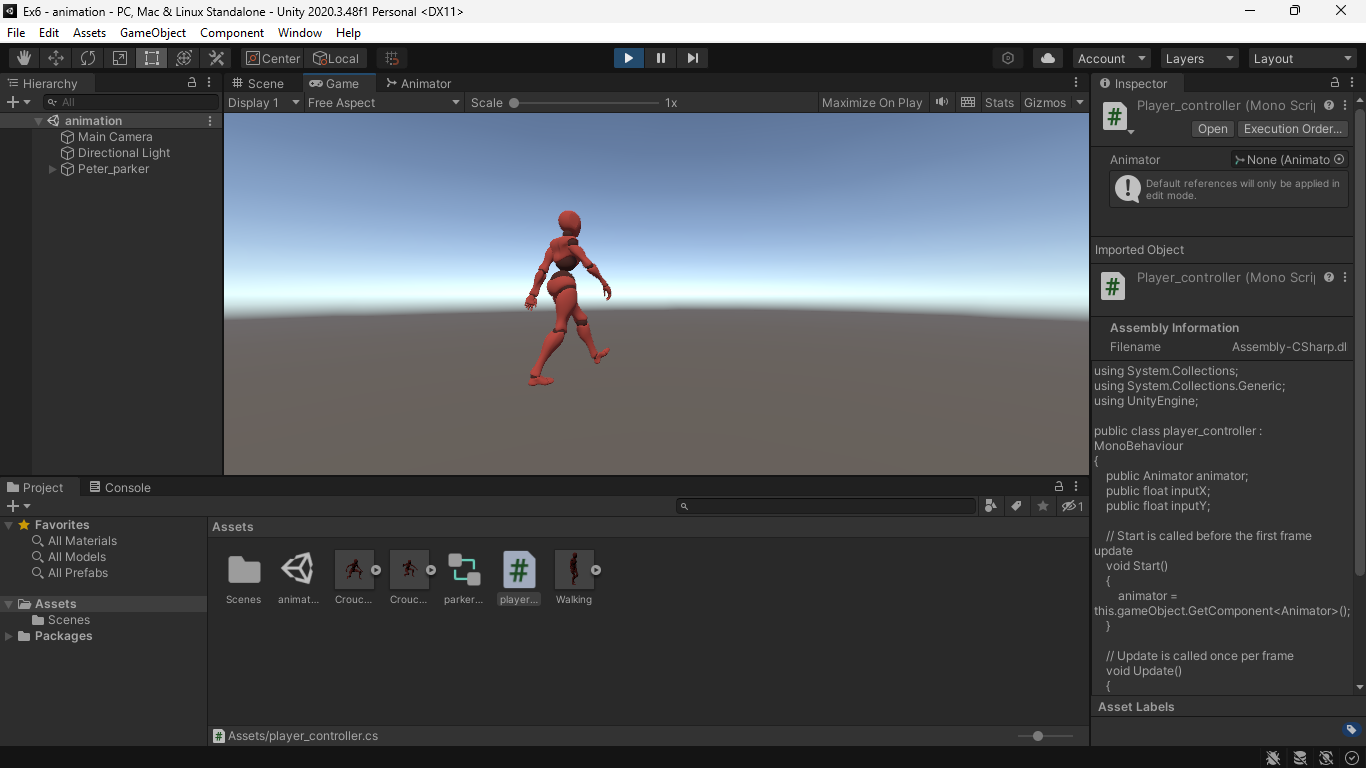 Ex6 - animation - PC, Mac & Linux Standalone - Unity 2020.3.48f1 Personal <DX11>
File Edit Assets GameObject Component Window Help
Center Local Account Layers Layout
Hierarchy
All
animation
Main Camera
Directional Light
Peter_parker
Scene Game Animator
Display 1 Free Aspect Scale 1x Maximize On Play Stats Gizmos
Project Console
1
Favorites
All Materials
All Models
All Prefabs
Assets
Scenes
Packages
Assets
Scenes animat... Crouc... Crouc... parker... player... Walking
Assets/player_controller.cs
Inspector
Player_controller (Mono Scrip
Open Execution Order...
Animator None (Animato
Default references will only be applied in
edit mode.
Imported Object
Player_controller (Mono Scrip
Assembly Information
Filename Assembly-CSharp.dl
using System.Collections;
using System.Collections.Generic;
using UnityEngine;
public class player_controller :
MonoBehaviour
{
public Animator animator;
public float inputX;
public float inputY;
// Start is called before the first frame
update
void Start()
{
animator =
this.gameObject.GetComponent<Animator>();
}
// Update is called once per frame
void Update()
{
Asset Labels